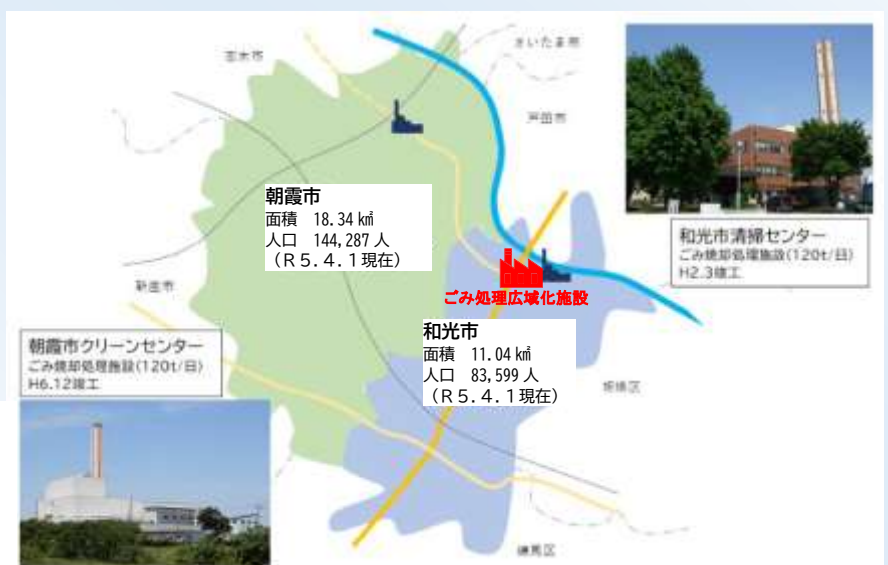 志木市
さいたま市
戸田市
朝霞市
面積 18.34㎢
人口 144,287人
(R5.4.1現在)
和光市清掃センター
ごみ焼却処理施設(120t/日)
H2.3竣工
新座市
ごみ処理広域化施設
和光市
面積 11.04㎢
人口 83,599人
(R5.4.1現在)
朝霞市クリーンセンター
ごみ焼却処理施設(120t/日)
H6.12竣工
板橋区
練馬区